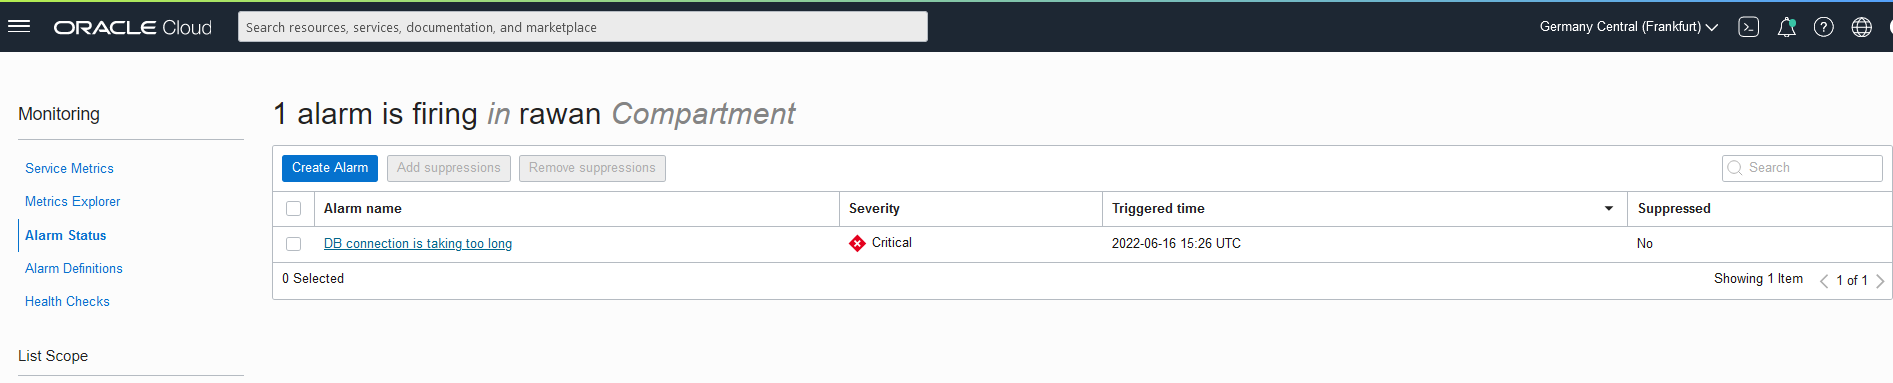 ORACLE Cloud
Search resources, services, documentation, and marketplace
Germany Central (Frankfurt)
Monitoring
Service Metrics
Metrics Explorer
Alarm Status
Alarm Definitions
Health Checks
List Scope
1 alarm is firing in rawan Compartment
Create Alarm Add suppressions Remove suppressions Search
Alarm name Severity Triggered time Suppressed
DB connection is taking too long Critical 2022-06-16 15:26 UTC No
0 Selected Showing 1 Item 1 of 1